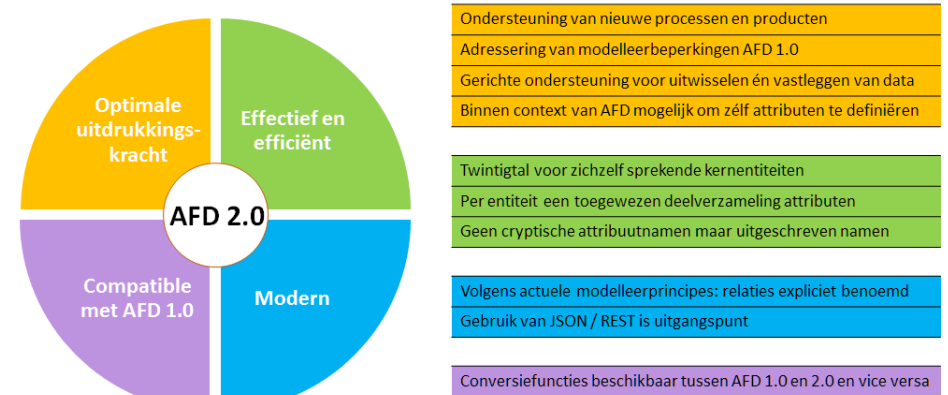 Optimale
uitdrukkings-
kracht
Effectief en
efficiënt
AFD 2.0
Compatible
met AFD 1.0
Modern
Ondersteuning van nieuwe processen en producten
Adressering van modelleerbeperkingen AFD 1.0
Gerichte ondersteuning voor uitwisselen én vastleggen van data
Binnen context van AFD mogelijk om zélf attributen te definiëren
Twintigtal voor zichzelf sprekende kernentiteiten
Per entiteit een toegewezen deelverzameling attributen
Geen cryptische attribuutnamen maar uitgeschreven namen
Volgens actuele modelleerprincipes: relaties expliciet benoemd
Gebruik van JSON / REST is uitgangspunt
Conversiefuncties beschikbaar tussen AFD 1.0 en 2.0 en vice versa